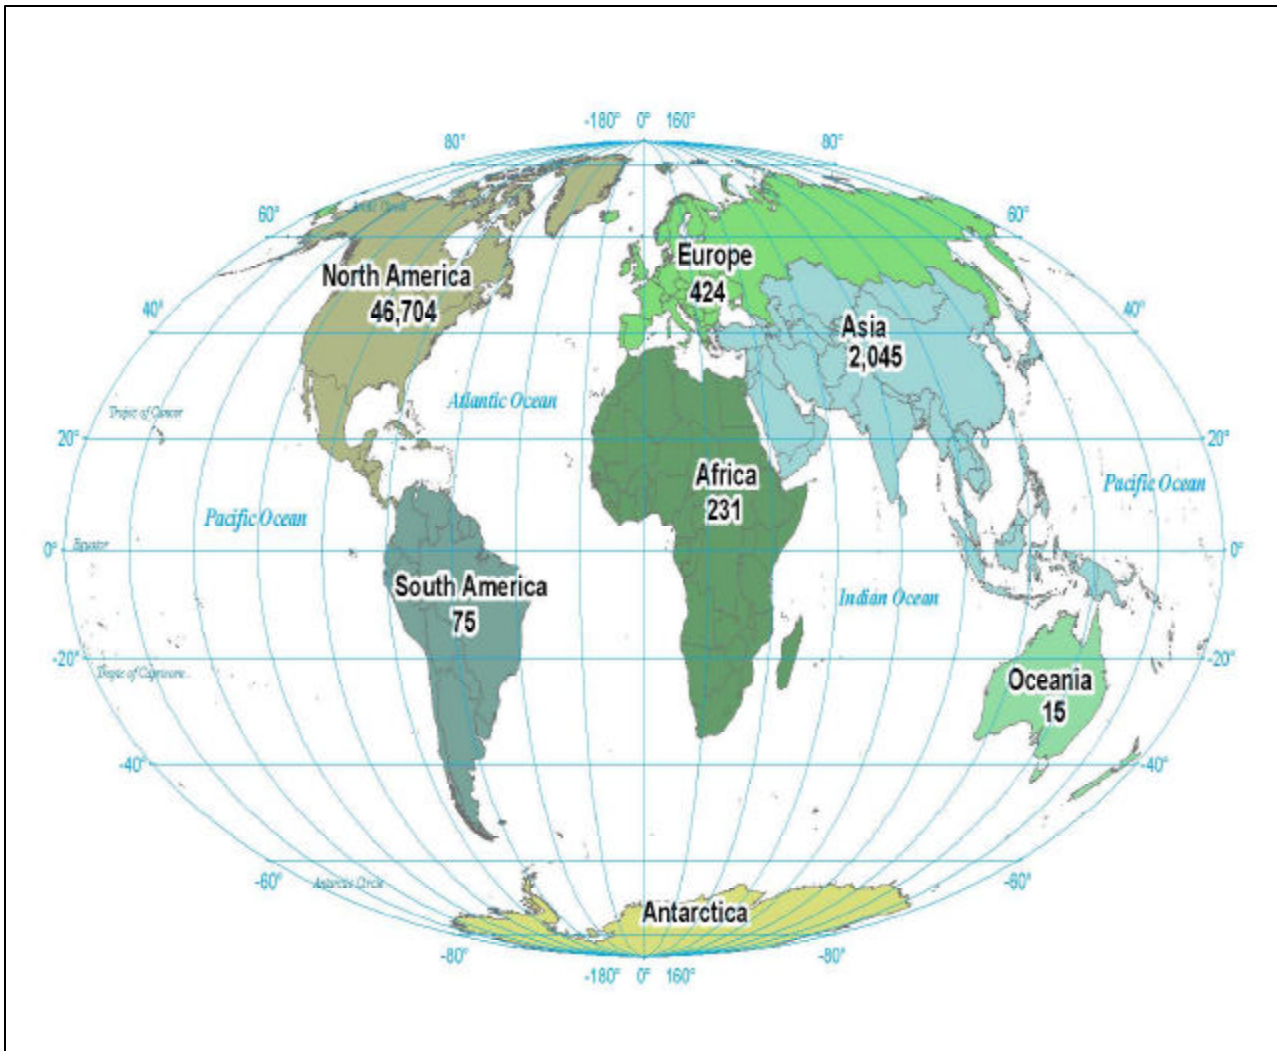 -180° 0° 160°
80° 80°
60° Arctic Circle 60°
Europe
424
North America
46,704
40° 40°
Asia
2,045
Atlantic Ocean
Tropic of Cancer
20° 20°
Africa
231
Pacific Ocean
Pacific Ocean
Equator
0° 0°
South America
75
Indian Ocean
-20° -20°
Tropic of Capricorn
Oceania
15
-40° -40°
-60° Antarctic Circle -60°
Antarctica
-80° -80°
-180° 0° 160°